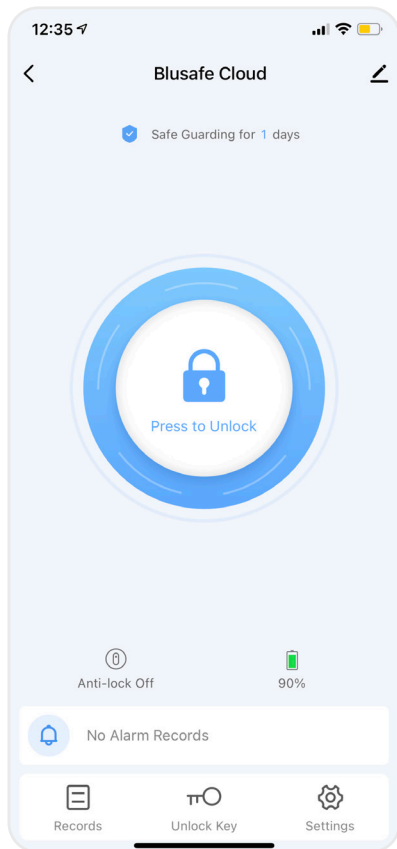 12:35
Blusafe Cloud
Safe Guarding for 1 days
Press to Unlock
Anti-lock Off
90%
No Alarm Records
Records
Unlock Key
Settings